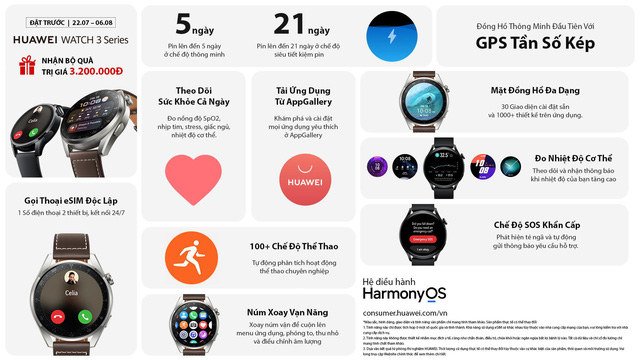 ĐẶT TRƯỚC | 22.07 – 06.08
HUAWEI WATCH 3 Series
NHẬN BỘ QUÀ
TRỊ GIÁ 3.200.000Đ
Gọi Thoại eSIM Độc Lập
1 Số điện thoại 2 thiết bị, kết nối 24/7
Celia
5 ngày
Pin lên đến 5 ngày
ở chế độ thông minh
21 ngày
Pin lên đến 21 ngày ở chế độ
siêu tiết kiệm pin
Đồng Hồ Thông Minh Đầu Tiên Với
GPS Tần Số Kép
Theo Dõi
Sức Khỏe Cả Ngày
Đo nồng độ SpO2,
nhịp tim, stress, giấc ngủ,
nhiệt độ cơ thể.
Tải Ứng Dụng
Từ AppGallery
Khám phá và cài đặt
mọi ứng dụng yêu thích
ở AppGallery
HUAWEI
Mặt Đồng Hồ Đa Dạng
30 Giao diện cài đặt sẵn
và 1000+ thiết kế trên ứng dụng.
Đo Nhiệt Độ Cơ Thể
Theo dõi và nhận thông báo
khi nhiệt độ của bạn tăng cao
100+ Chế Độ Thể Thao
Tự động phân tích hoạt động
thể thao chuyên nghiệp
Chế Độ SOS Khẩn Cấp
Phát hiện té ngã và tự động
gửi thông báo yêu cầu hỗ trợ.
Núm Xoay Vạn Năng
Xoay núm vặn để cuộn lên
menu ứng dụng, phóng to, thu nhỏ
và điều chỉnh âm lượng
Hệ điều hành
HarmonyOS
consumer.huawei.com/vn